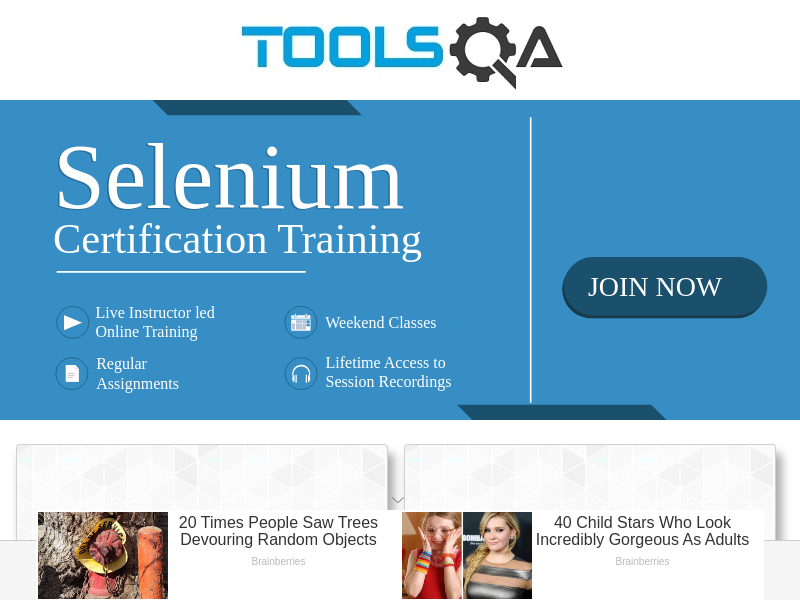 TOOLSQA
Selenium
Certification Training
JOIN NOW
Live Instructor led
Online Training
Weekend Classes
Regular
Assignments
Lifetime Access to
Session Recordings
20 Times People Saw Trees
Devouring Random Objects
Brainberries
40 Child Stars Who Look
Incredibly Gorgeous As Adults
Brainberries